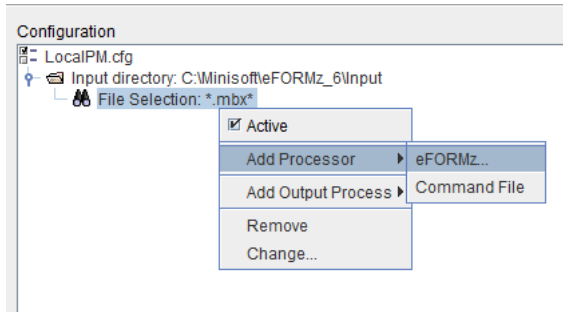 Configuration
LocalPM.cfg
Input directory: C:\Minisoft\eFORMz_6\Input
File Selection: *.mbx*
Active
Add Processor
eFORMz...
Add Output Process
Command File
Remove
Change...